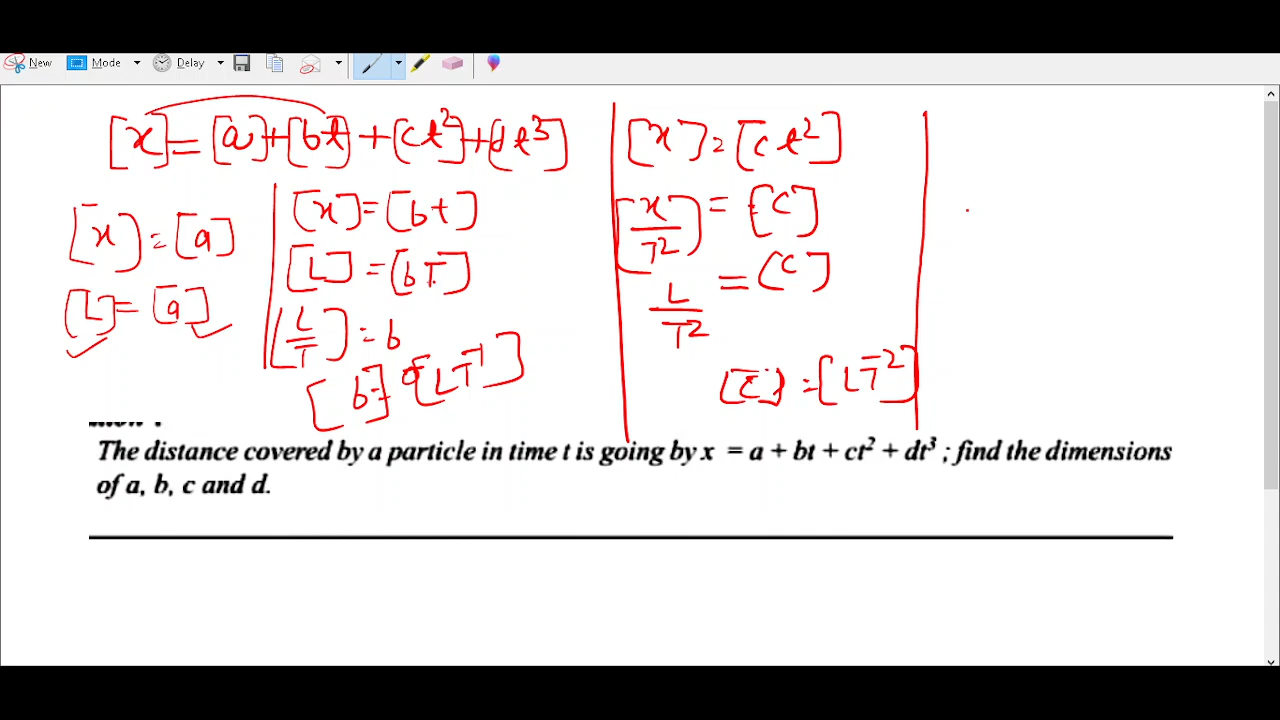 New Mode Delay
[x] = [a] + [bt] + [ct²] + [dt³]
[x] = [a]
[L] = [a]
[x] = [bt]
[L] = [bT]
[L/T] = b
[b] = [LT⁻¹]
[x] = [ct²]
[x/T²] = [c]
L/T² = [c]
[c] = [LT⁻²]
The distance covered by a particle in time t is going by x = a + bt + ct² + dt³ ; find the dimensions
of a, b, c and d.